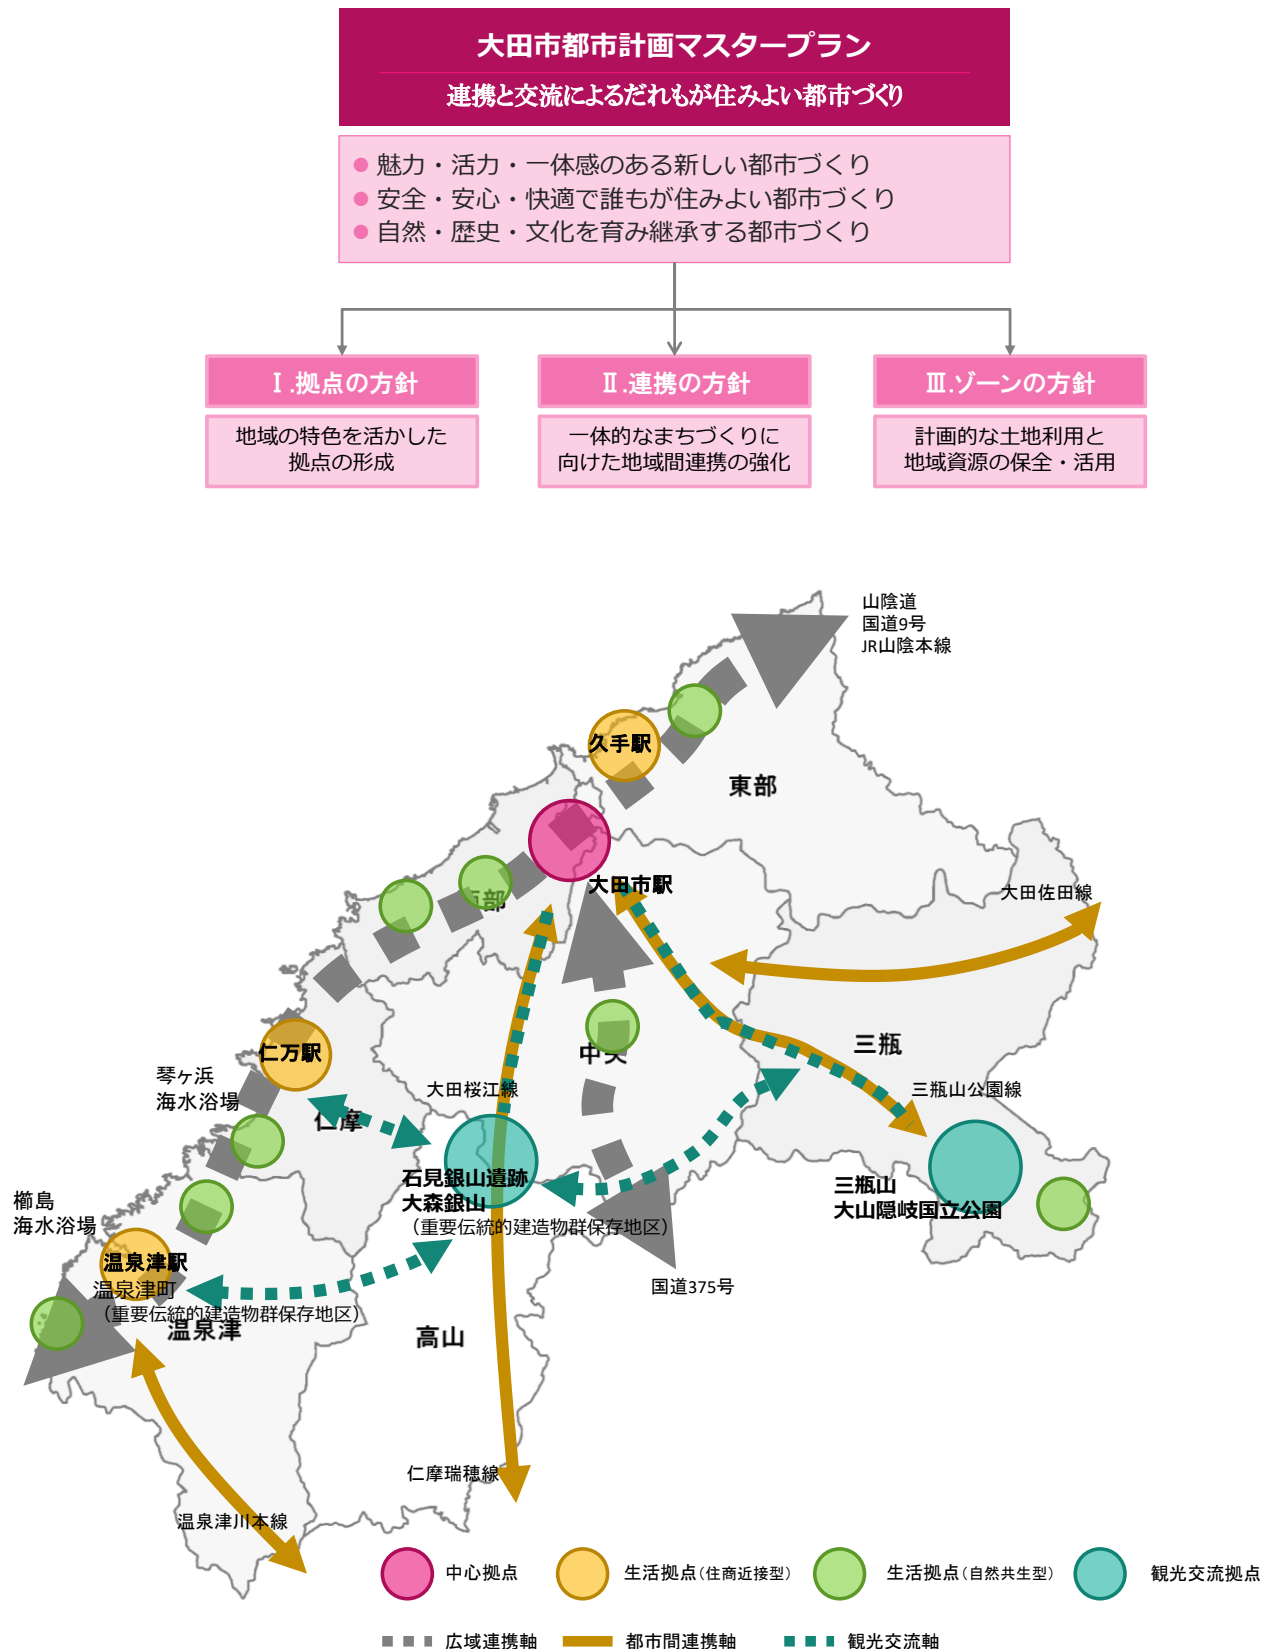 大田市都市計画マスタープラン
連携と交流によるだれもが住みよい都市づくり
● 魅力・活力・一体感のある新しい都市づくり
● 安全・安心・快適で誰もが住みよい都市づくり
● 自然・歴史・文化を育み継承する都市づくり
Ⅰ.拠点の方針
地域の特色を活かした
拠点の形成
Ⅱ.連携の方針
一体的なまちづくりに
向けた地域間連携の強化
Ⅲ.ゾーンの方針
計画的な土地利用と
地域資源の保全・活用
山陰道
国道9号
JR山陰本線
久手駅
東部
大田市駅
大田佐田線
部
中央
三瓶
仁万駅
琴ヶ浜
海水浴場
大田桜江線
三瓶山公園線
仁摩
石見銀山遺跡
大森銀山
（重要伝統的建造物群保存地区）
三瓶山
大山隠岐国立公園
櫛島
海水浴場
温泉津駅
温泉津町
（重要伝統的建造物群保存地区）
国道375号
温泉津
高山
仁摩瑞穂線
温泉津川本線
中心拠点
生活拠点（住商近接型）
生活拠点（自然共生型）
観光交流拠点
広域連携軸
都市間連携軸
観光交流軸